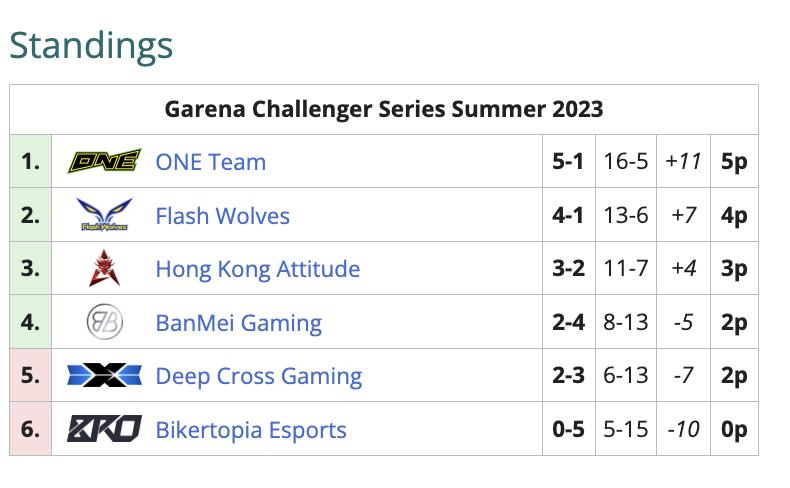 Standings
Garena Challenger Series Summer 2023
1. ONE ONE Team 5-1 16-5 +11 5p
2. Flash Wolves Flash Wolves 4-1 13-6 +7 4p
3. Hong Kong Attitude 3-2 11-7 +4 3p
4. BanMei Gaming 2-4 8-13 -5 2p
5. Deep Cross Gaming 2-3 6-13 -7 2p
6. BRO Bikertopia Esports 0-5 5-15 -10 0p